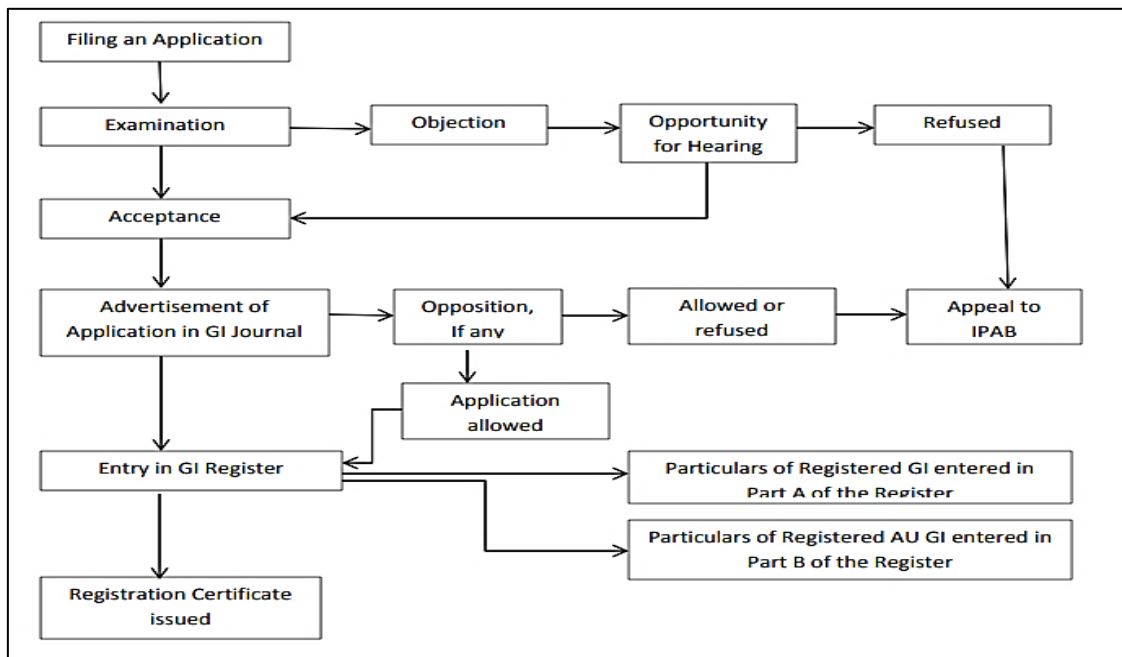 Filing an Application
Examination
Objection
Opportunity
for Hearing
Refused
Acceptance
Advertisement of
Application in GI Journal
Opposition,
If any
Allowed or
refused
Appeal to
IPAB
Application
allowed
Entry in GI Register
Particulars of Registered GI entered in
Part A of the Register
Particulars of Registered AU GI entered in
Part B of the Register
Registration Certificate
issued